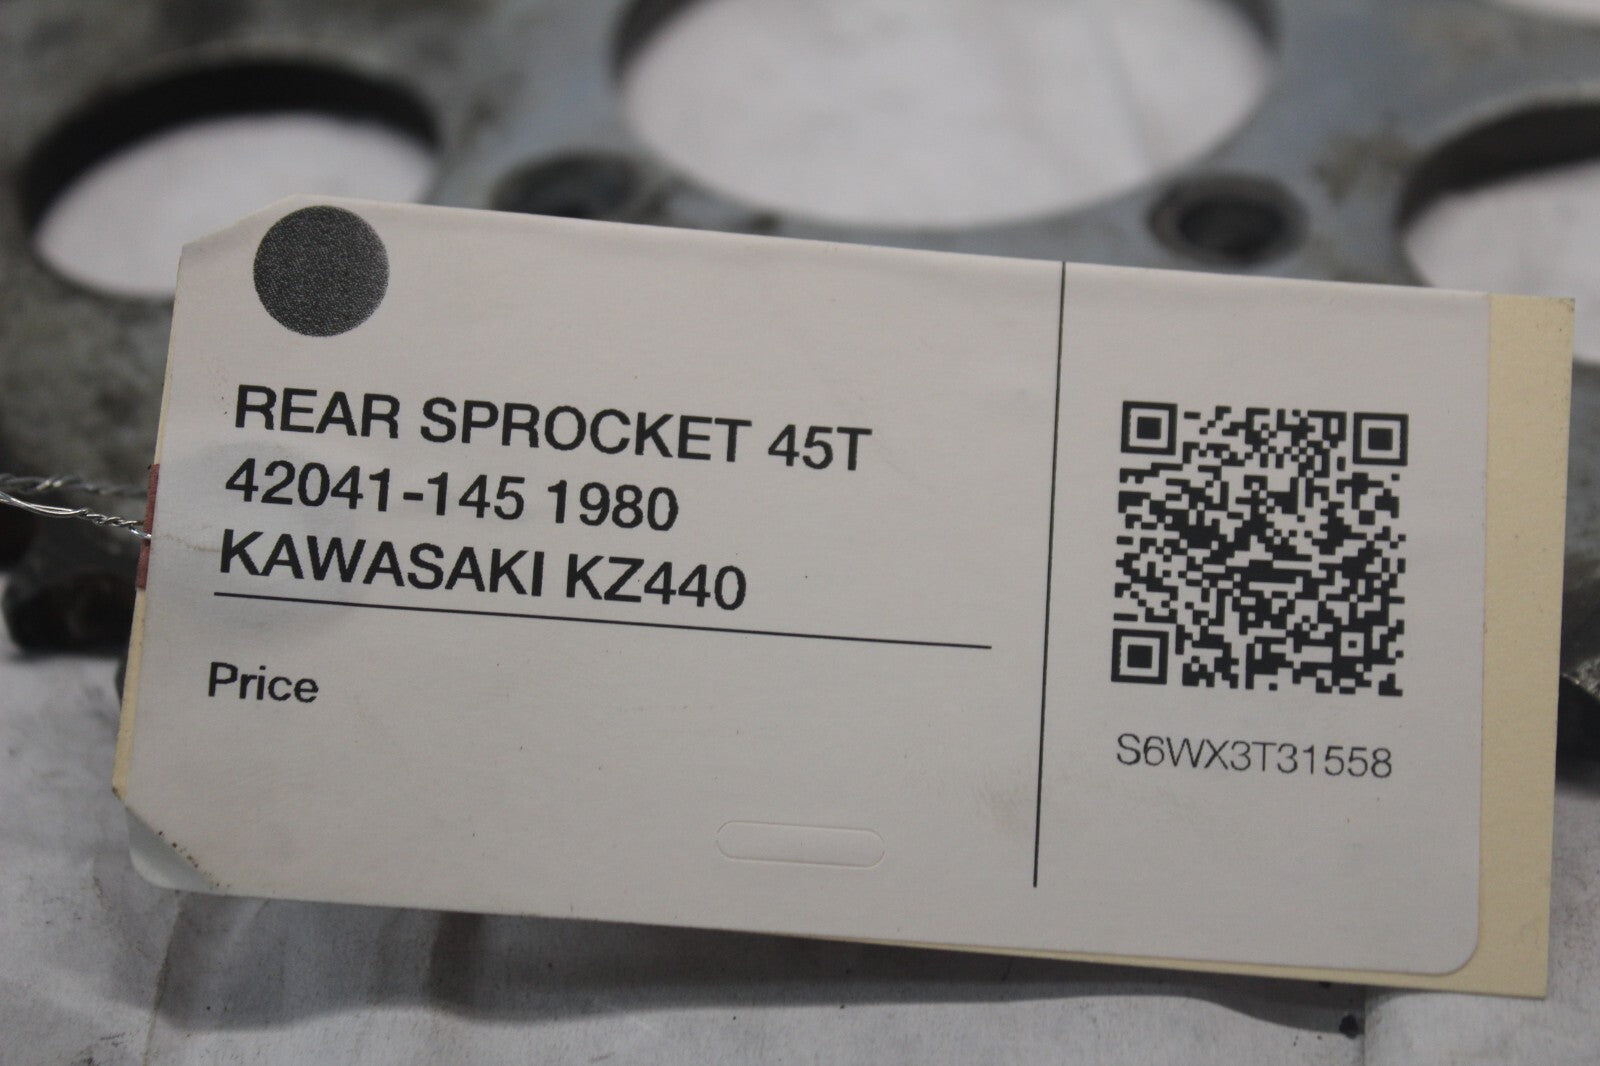 REAR SPROCKET 45T
42041-145 1980
KAWASAKI KZ440
Price
S6WX3T31558